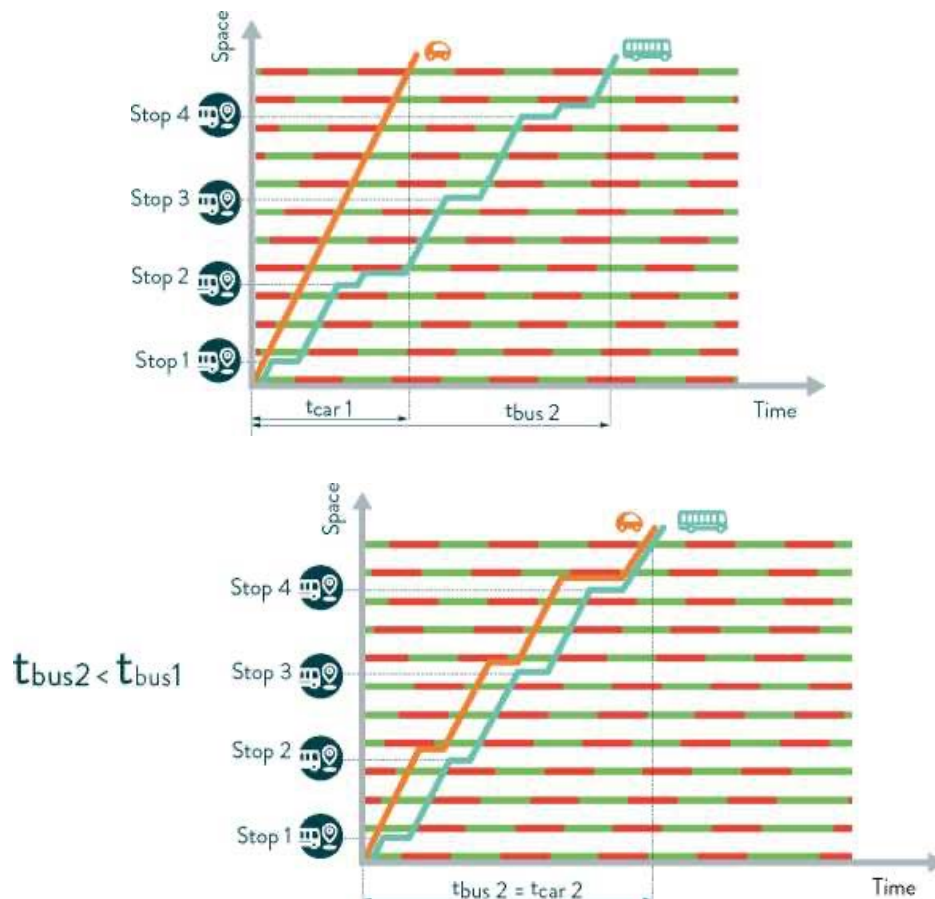 Space
Stop 4
Stop 3
Stop 2
Stop 1
tcar 1
tbus 2
Time
Space
Stop 4
tbus2 < tbus1
Stop 3
Stop 2
Stop 1
tbus 2 = tcar 2
Time